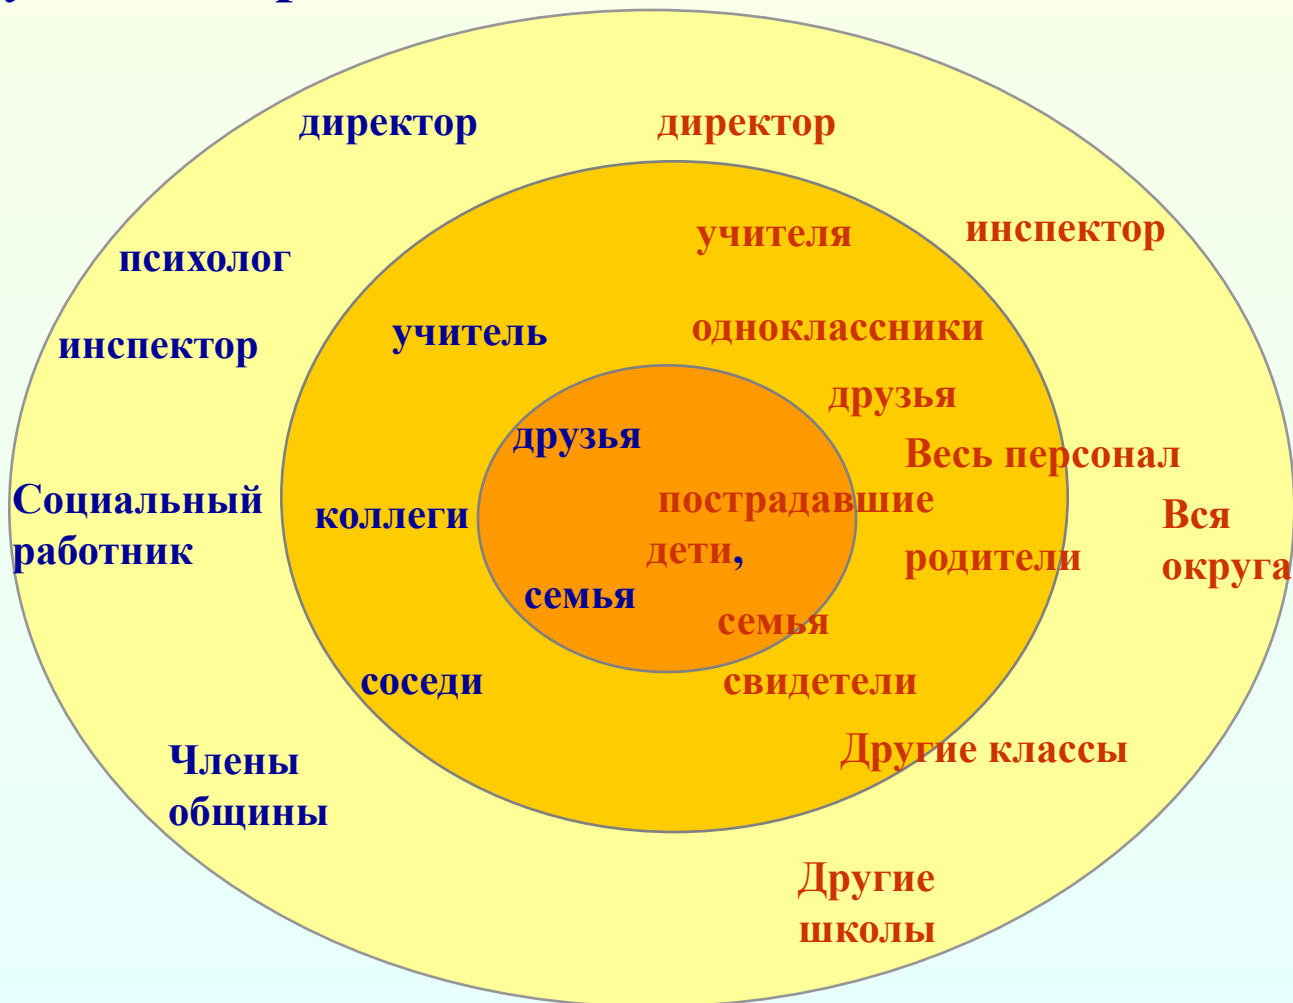 директор директор
учителя инспектор
психолог
инспектор учитель одноклассники
друзья
друзья
Весь персонал
Социальный
работник
коллеги
пострадавшие
дети,
Вся
округа
родители
семья
семья
соседи свидетели
Другие классы
Члены
общины
Другие
школы